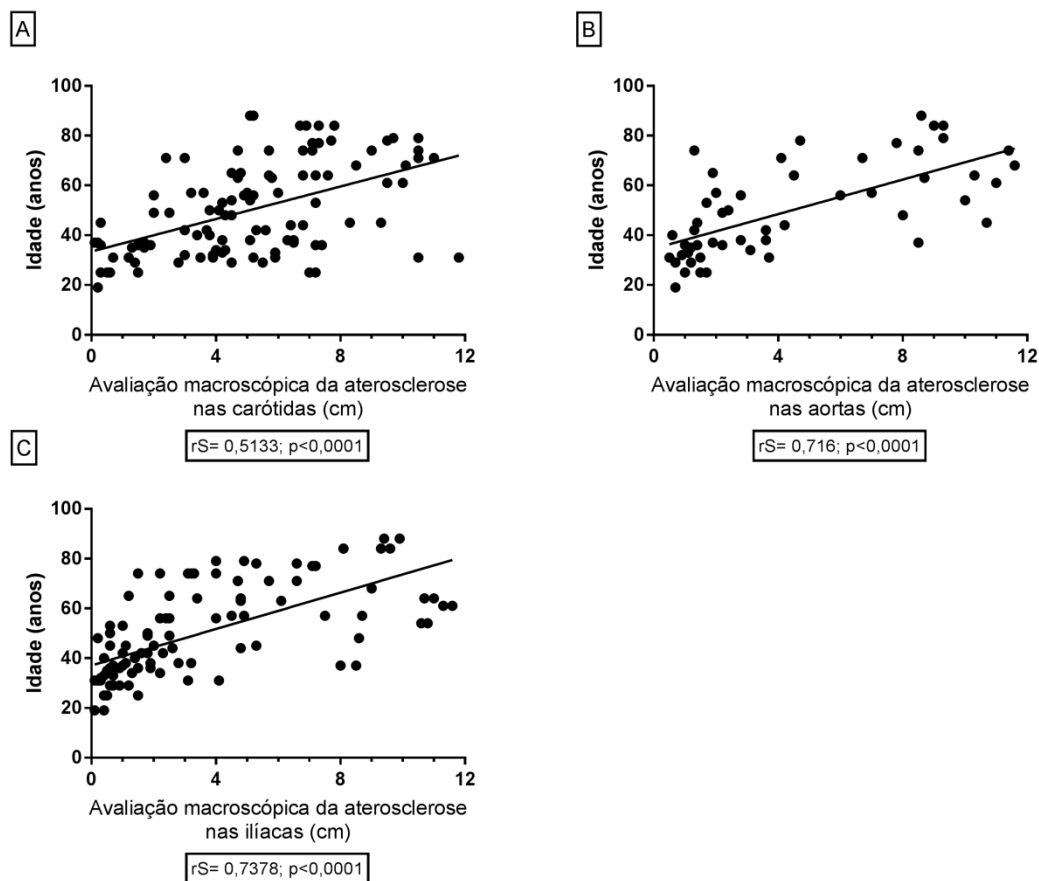 A
100
80
60
40
20
0
Idade (anos)
0 4 8 12
Avaliação macroscópica da aterosclerose
nas carótidas (cm)
rS= 0,5133; p<0,0001
B
100
80
60
40
20
0
Idade (anos)
0 4 8 12
Avaliação macroscópica da aterosclerose
nas aortas (cm)
rS= 0,716; p<0,0001
C
100
80
60
40
20
0
Idade (anos)
0 4 8 12
Avaliação macroscópica da aterosclerose
nas ilíacas (cm)
rS= 0,7378; p<0,0001